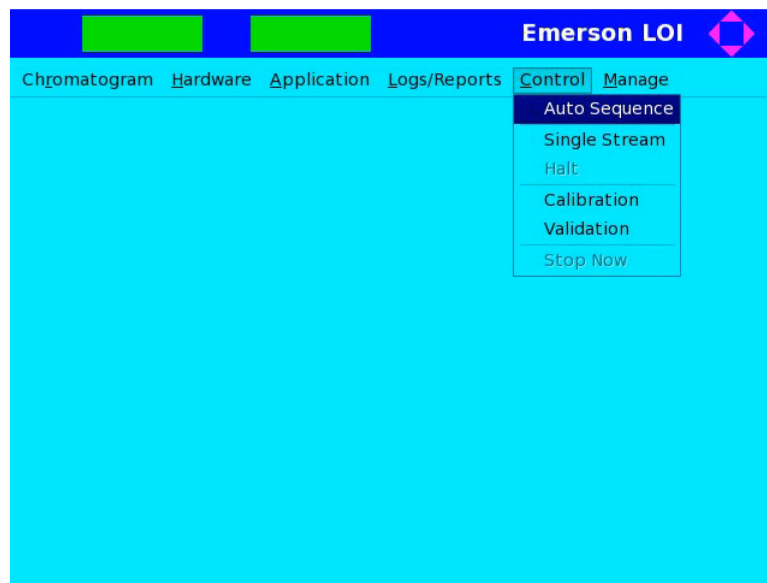 Emerson LOI
Chromatogram Hardware Application Logs/Reports Control Manage
Auto Sequence
Single Stream
Halt
Calibration
Validation
Stop Now